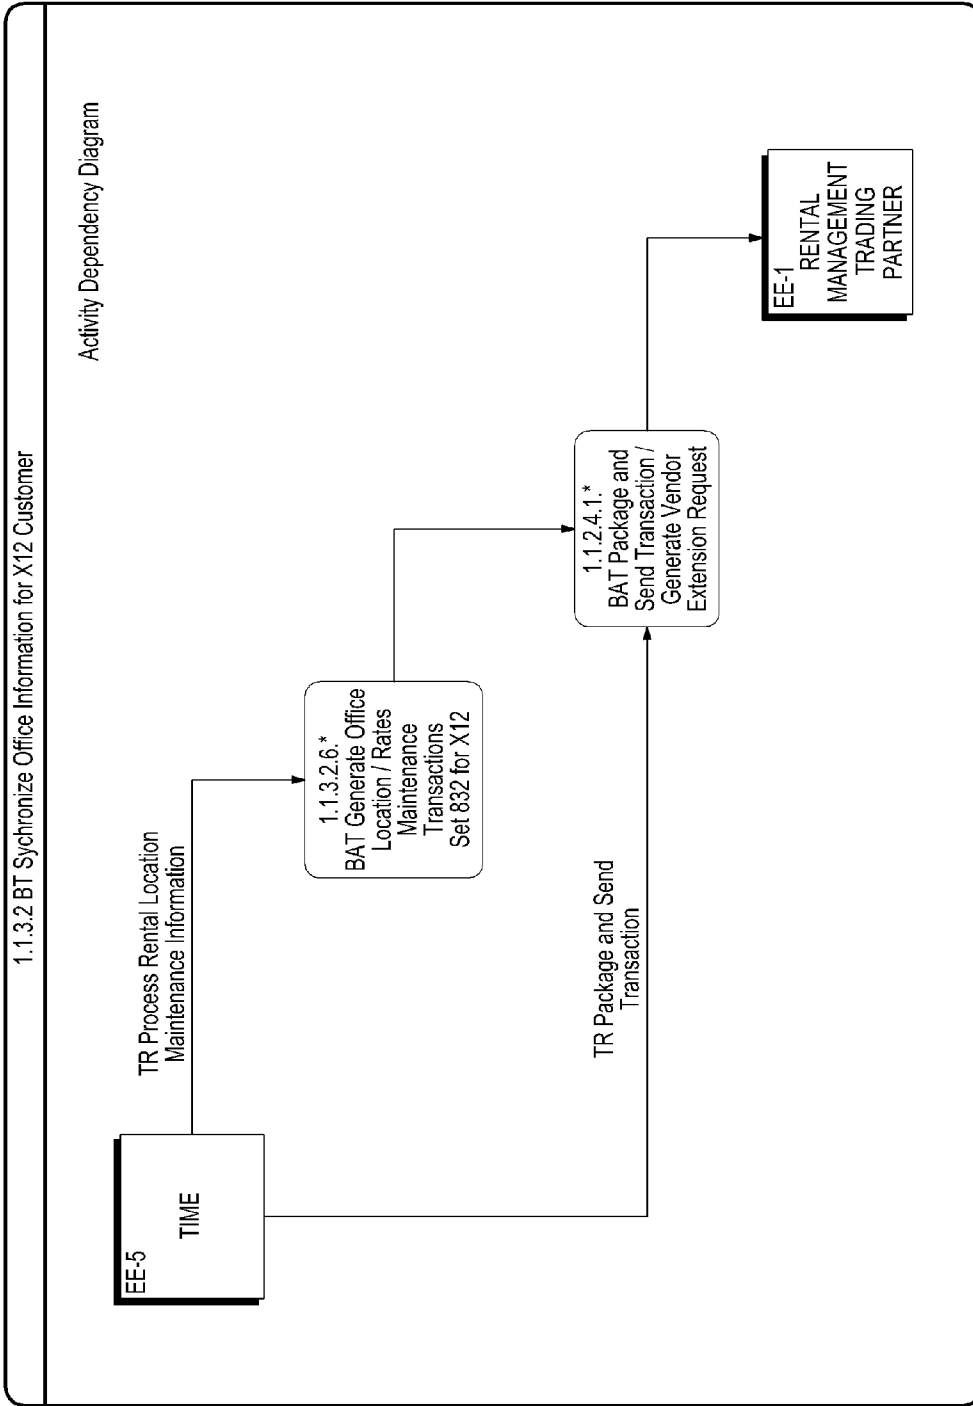 1.1.3.2 BT Sychronize Office Information for X12 Customer
Activity Dependency Diagram
EE-5
TIME
TR Process Rental Location
Maintenance Information
1.1.3.2.6.*
BAT Generate Office
Location / Rates
Maintenance
Transactions
Set 832 for X12
TR Package and Send
Transaction
1.1.2.4.1.*
BAT Package and
Send Transaction /
Generate Vendor
Extension Request
EE-1
RENTAL
MANAGEMENT
TRADING
PARTNER